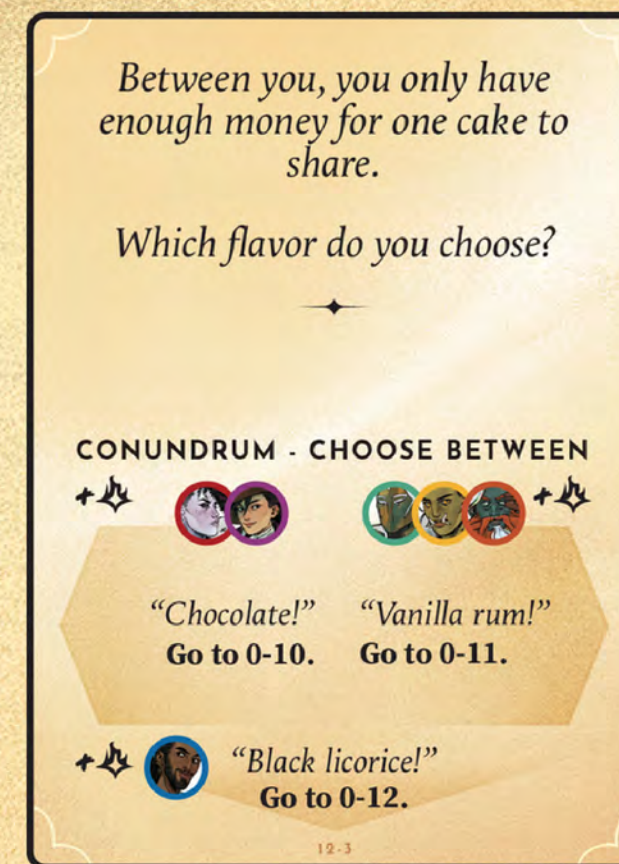 Between you, you only have
enough money for one cake to
share.
Which flavor do you choose?
CONUNDRUM - CHOOSE BETWEEN
+
+
“Chocolate!”
Go to 0-10.
“Vanilla rum!”
Go to 0-11.
+
“Black licorice!”
Go to 0-12.
12-3